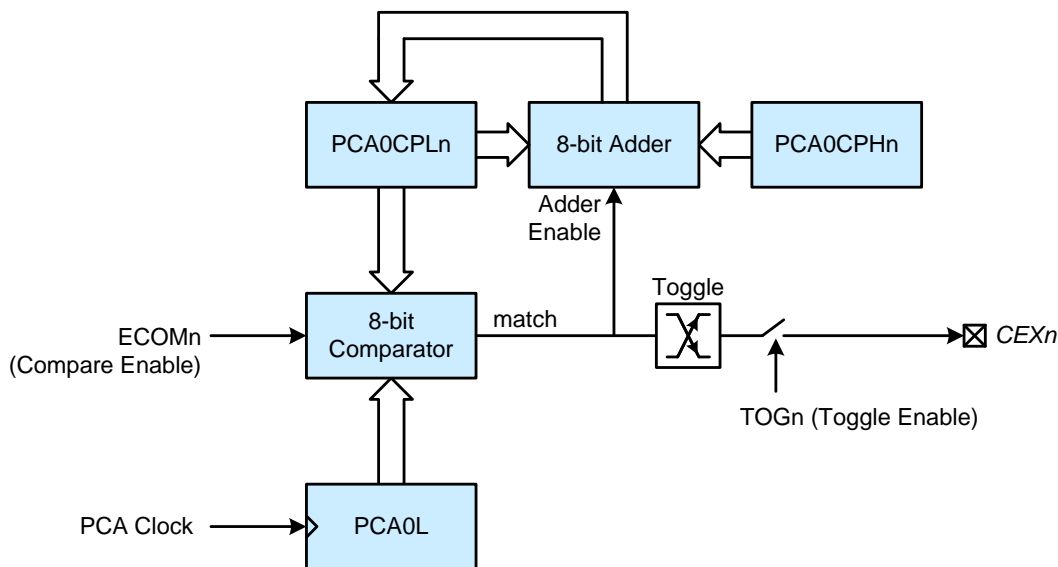 PCA0CPLn
8-bit Adder
PCA0CPHn
Adder
Enable
Toggle
ECOMn
(Compare Enable)
8-bit
Comparator
match
CEXn
TOGn (Toggle Enable)
PCA Clock
PCA0L